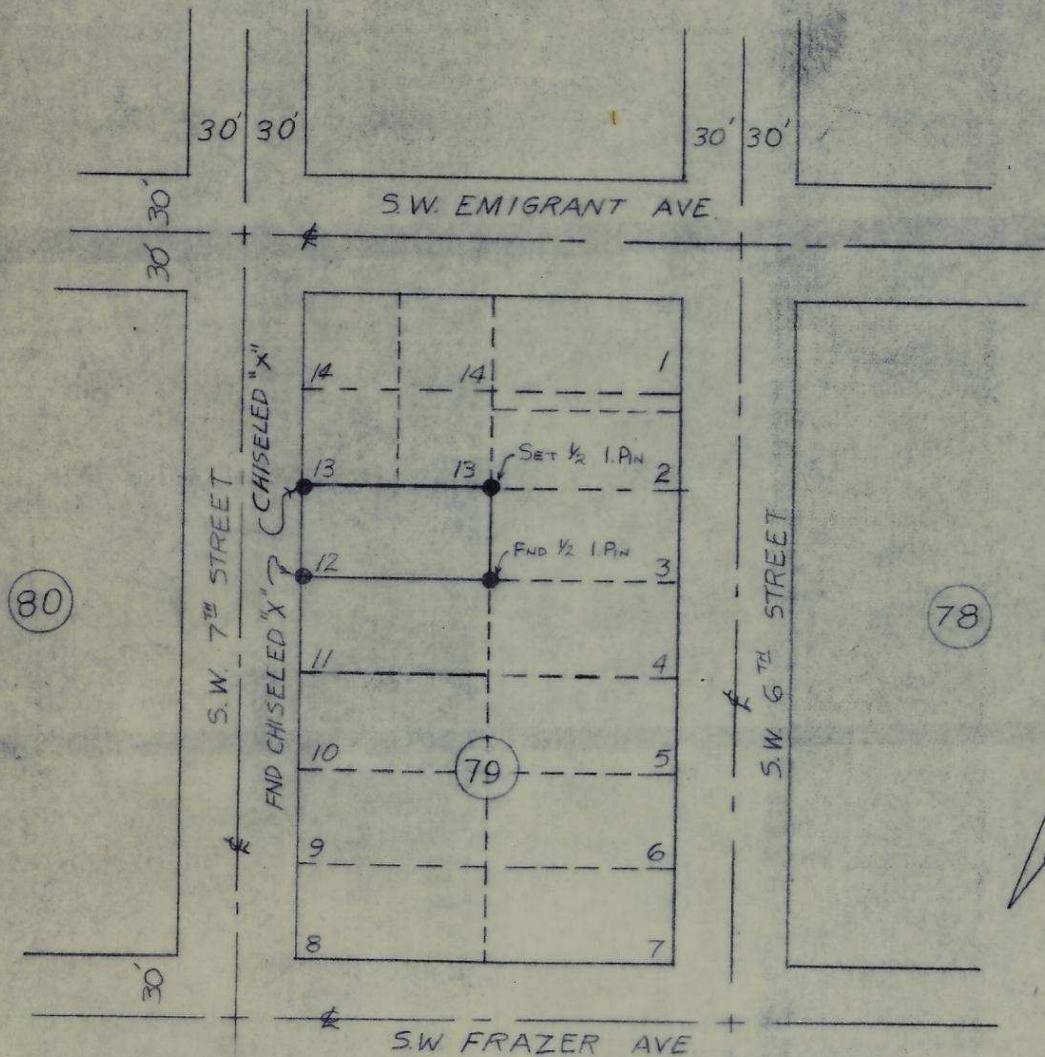 30' 30'
30' 30'
30'
S.W. EMIGRANT AVE.
30'
CHISELED "X"
14 14 1
SET 1/2 I. PIN
13 13 2
FND 1/2 I. PIN
12 3
S.W. 7TH STREET
FND CHISELED "X"
S.W. 6TH STREET
80
78
11 4
10 79 5
9 6
8 7
30'
S.W. FRAZER AVE